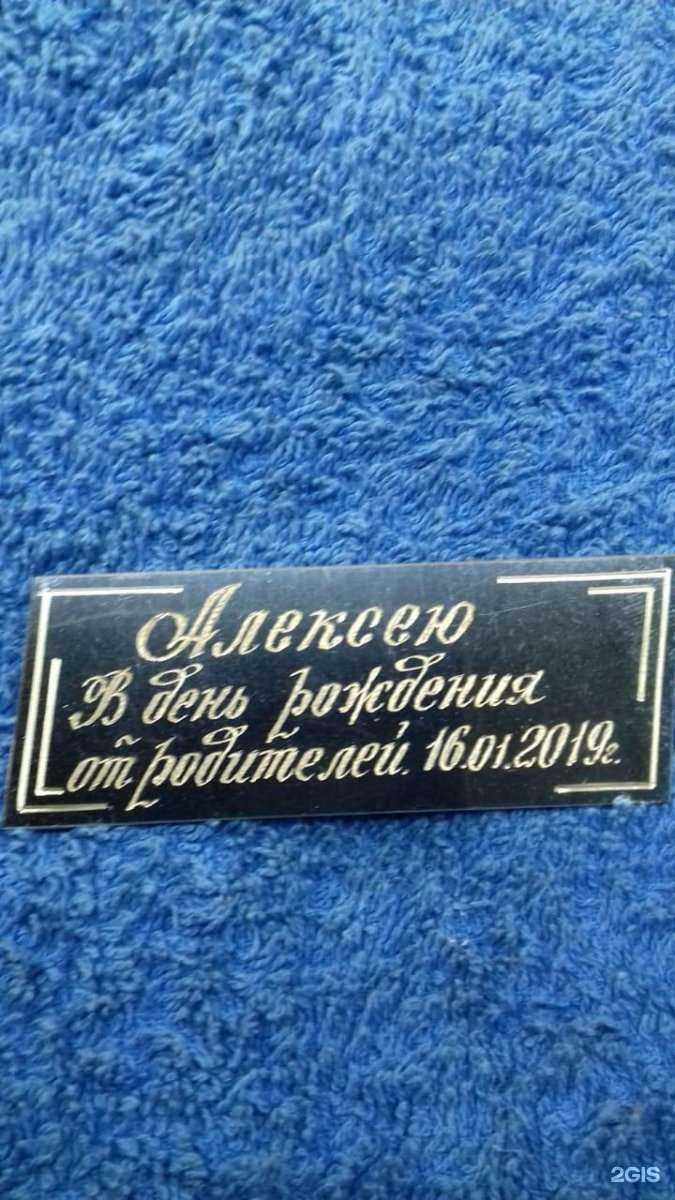 Алексею
В день рождения
от родителей. 16.01.2019г.
2GIS